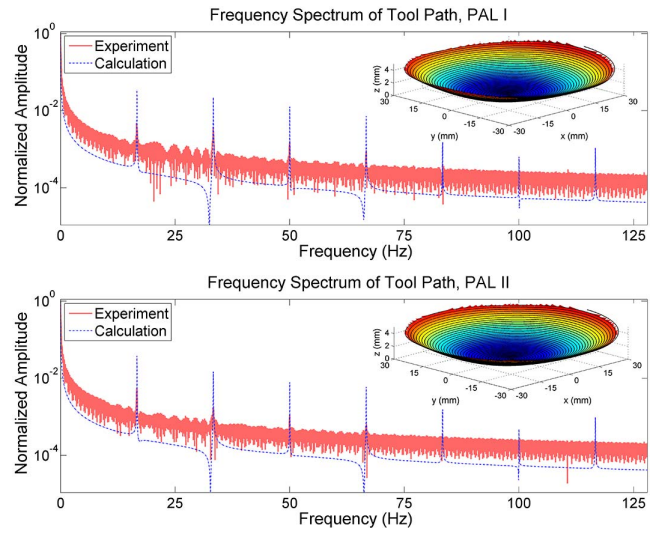 Frequency Spectrum of Tool Path, PAL I
Normalized Amplitude
10^0
10^-2
10^-4
Experiment
Calculation
z (mm)
4
2
0
30
15
0
-15
-30
y (mm)
-30
-15
0
15
30
x (mm)
0
25
50
75
100
125
Frequency (Hz)
Frequency Spectrum of Tool Path, PAL II
Normalized Amplitude
10^0
10^-2
10^-4
Experiment
Calculation
z (mm)
4
2
0
30
15
0
-15
-30
y (mm)
-30
-15
0
15
30
x (mm)
0
25
50
75
100
125
Frequency (Hz)